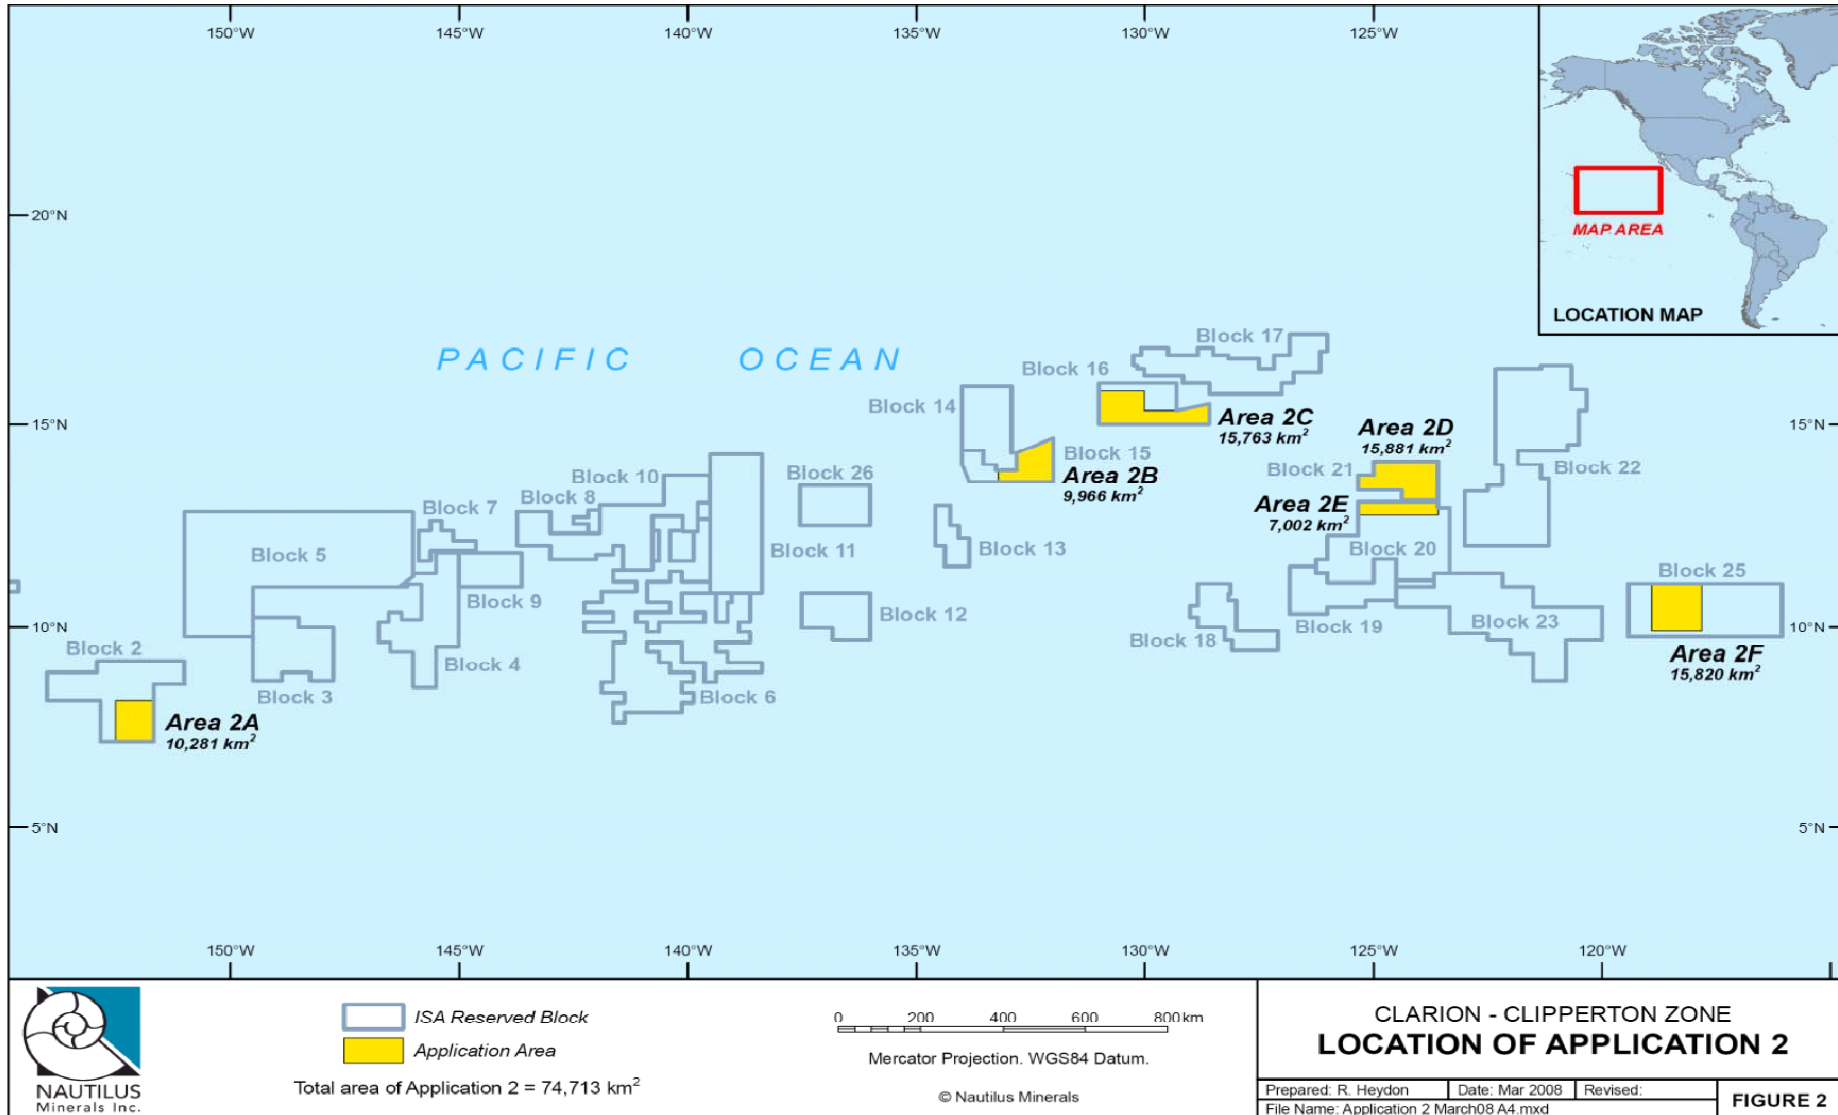 150°W 145°W 140°W 135°W 130°W 125°W
20°N
MAP AREA
LOCATION MAP
PACIFIC OCEAN
Block 17
Block 16
Block 14
15°N
Area 2C
15,763 km²
Area 2D
15,881 km²
15°N
Block 15
Area 2B
9,966 km²
Block 21
Block 22
Block 10
Block 26
Block 8
Block 7
Area 2E
7,002 km²
Block 5
Block 11
Block 13
Block 20
Block 25
Block 9
Block 12
10°N
Block 18
Block 19
Block 23
10°N
Block 2
Block 4
Block 3
Block 6
Area 2F
15,820 km²
Area 2A
10,281 km²
5°N
5°N
150°W 145°W 140°W 135°W 130°W 125°W 120°W
NAUTILUS
Minerals Inc.
ISA Reserved Block
Application Area
Total area of Application 2 = 74,713 km²
0 200 400 600 800 km
Mercator Projection. WGS84 Datum.
© Nautilus Minerals
CLARION - CLIPPERTON ZONE
LOCATION OF APPLICATION 2
Prepared: R. Heydon Date: Mar 2008 Revised:
File Name: Application 2 March08 A4.mxd
FIGURE 2